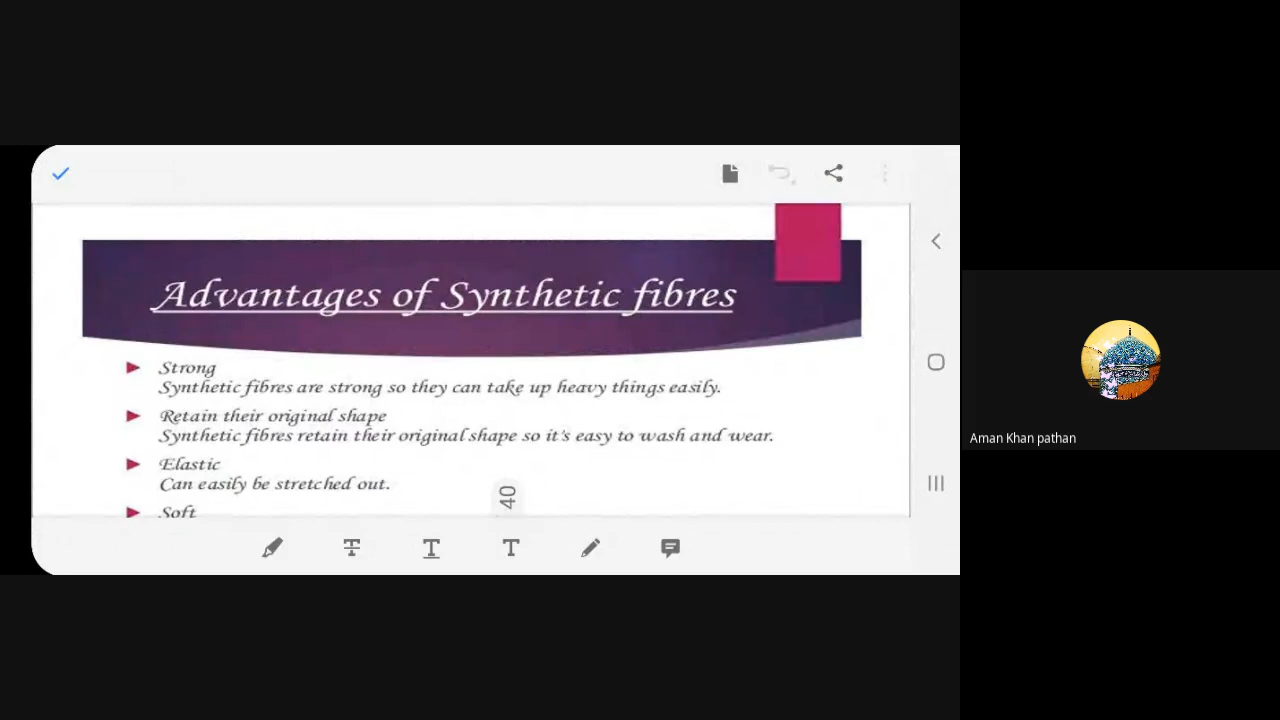 Advantages of Synthetic fibres
Strong
Synthetic fibres are strong so they can take up heavy things easily.
Retain their original shape
Synthetic fibres retain their original shape so it's easy to wash and wear.
Elastic
Can easily be stretched out.
Soft
40
T
T
T
Aman Khan pathan